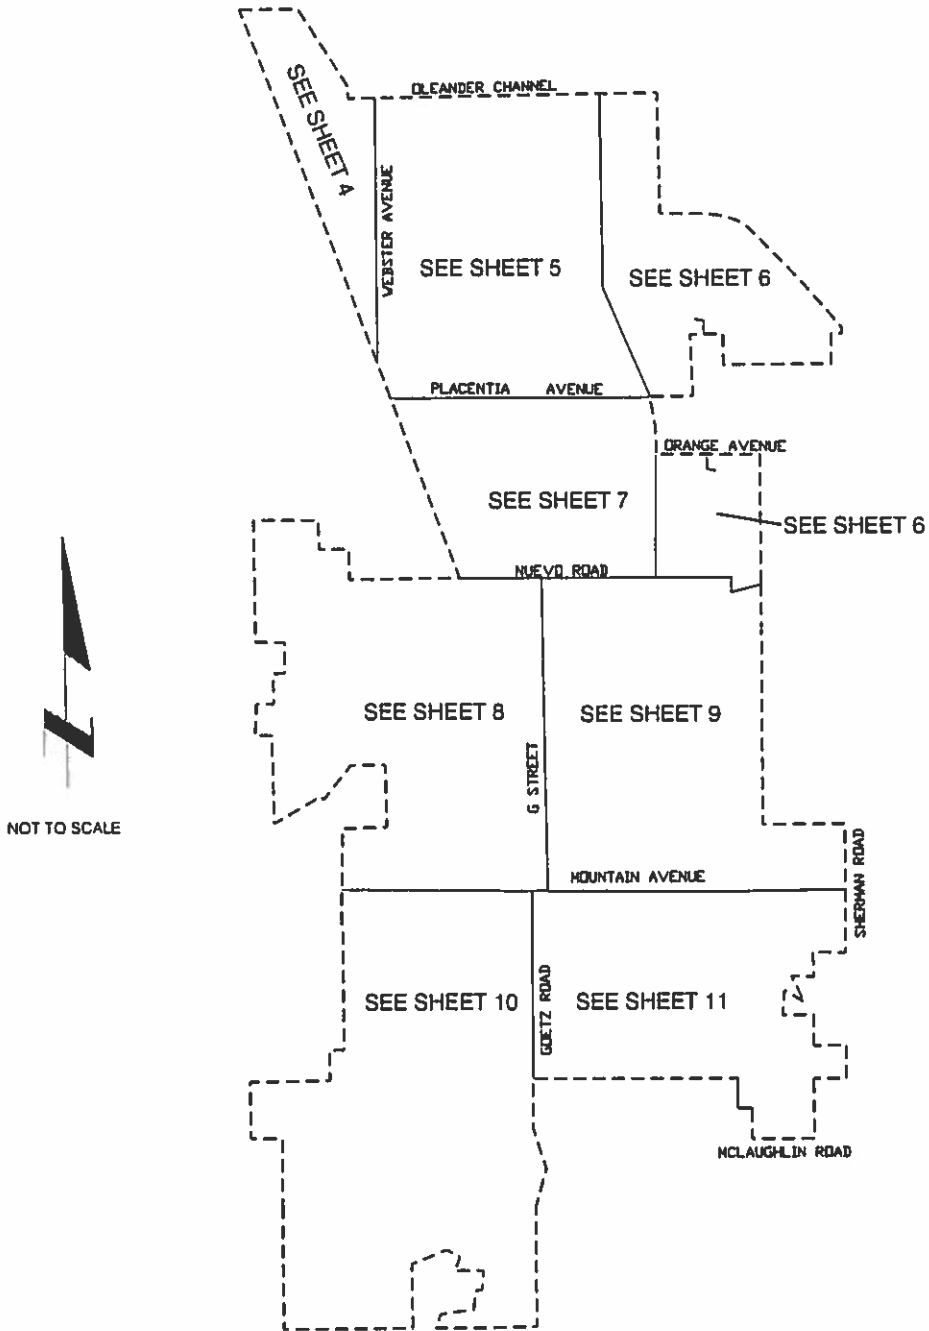 SEE SHEET 4
OLEANDER CHANNEL
WEBSTER AVENUE
SEE SHEET 5
SEE SHEET 6
PLACENTIA AVENUE
ORANGE AVENUE
SEE SHEET 7
SEE SHEET 6
NUEVO ROAD
SEE SHEET 8
SEE SHEET 9
G STREET
NOT TO SCALE
MOUNTAIN AVENUE
SHERMAN ROAD
SEE SHEET 10
GOETZ ROAD
SEE SHEET 11
MCLAUGHLIN ROAD